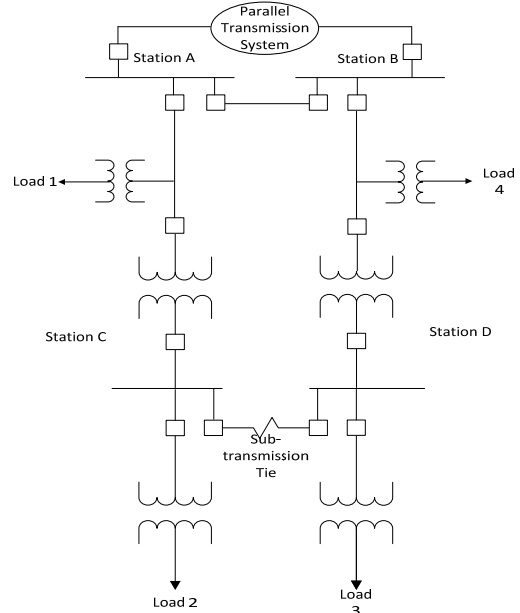 Parallel
Transmission
System
Station A
Station B
Load 1
Load
4
Station C
Station D
Sub-
transmission
Tie
Load 2
Load
3